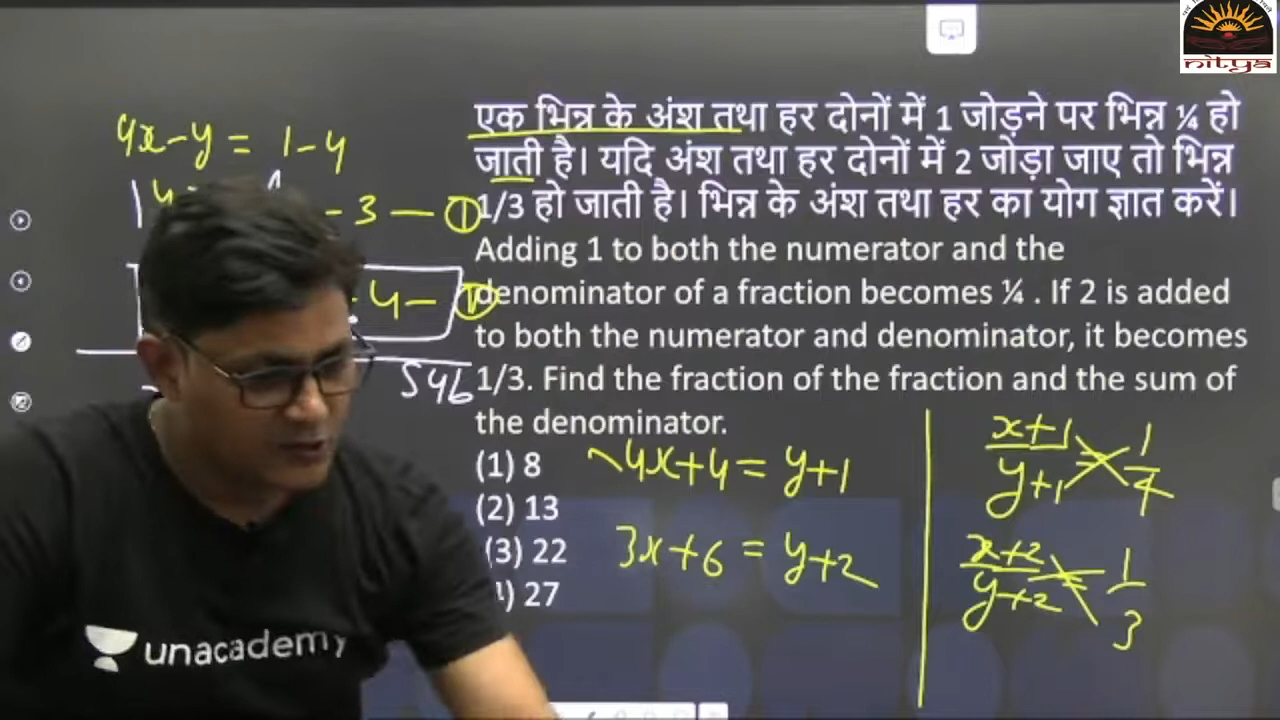 nitya
एक भिन्न के अंश तथा हर दोनों में 1 जोड़ने पर भिन्न ¼ हो
जाती है। यदि अंश तथा हर दोनों में 2 जोड़ा जाए तो भिन्न
1/3 हो जाती है। भिन्न के अंश तथा हर का योग ज्ञात करें।
Adding 1 to both the numerator and the
denominator of a fraction becomes ¼ . If 2 is added
to both the numerator and denominator, it becomes
1/3. Find the fraction of the fraction and the sum of
the denominator.
(1) 8
(2) 13
(3) 22
) 27
4x-y = 1-4
-3 — ①
-4 —
4x+4 = y+1
3x+6 = y+2
x+1/y+1 = 1/4
x+2/y+2 = 1/3
unacademy